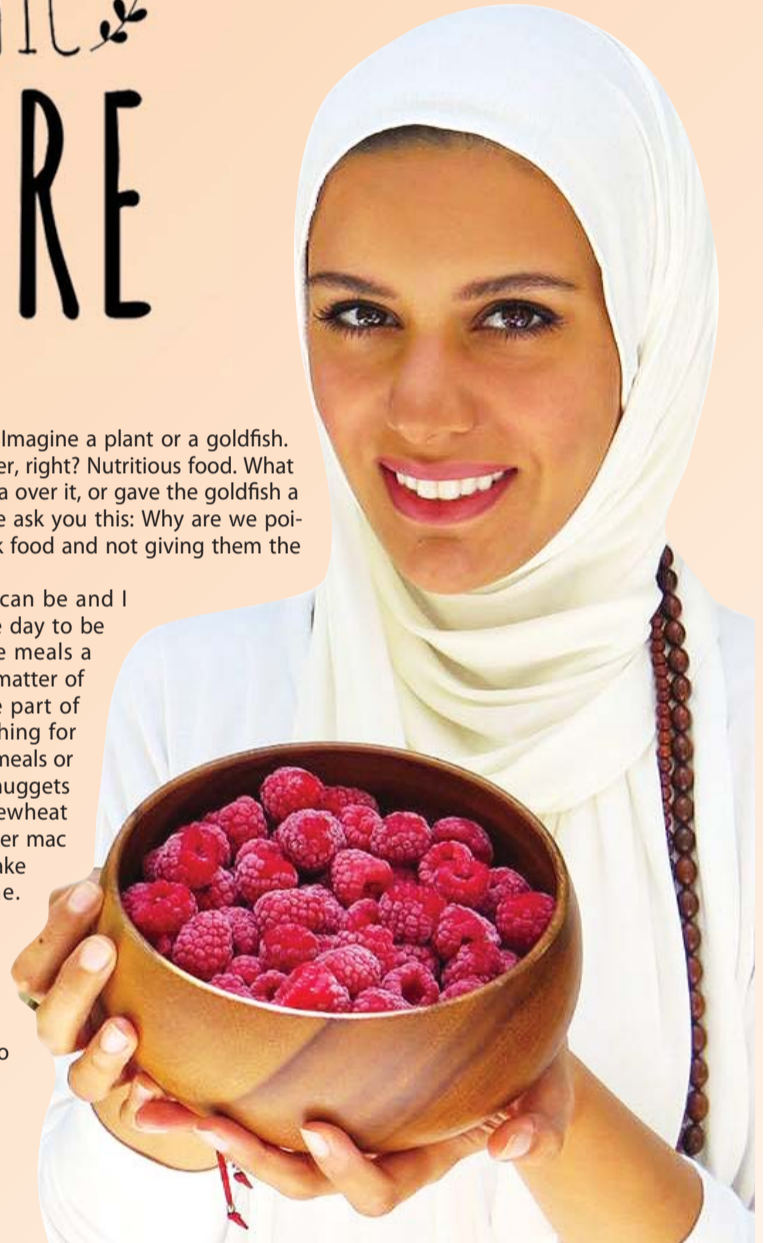 RE
Imagine a plant or a goldfish.
er, right? Nutritious food. What
a over it, or gave the goldfish a
e ask you this: Why are we poi-
k food and not giving them the
can be and I
e day to be
e meals a
matter of
e part of
hing for
meals or
nuggets
ewheat
er mac
ake
e.
o